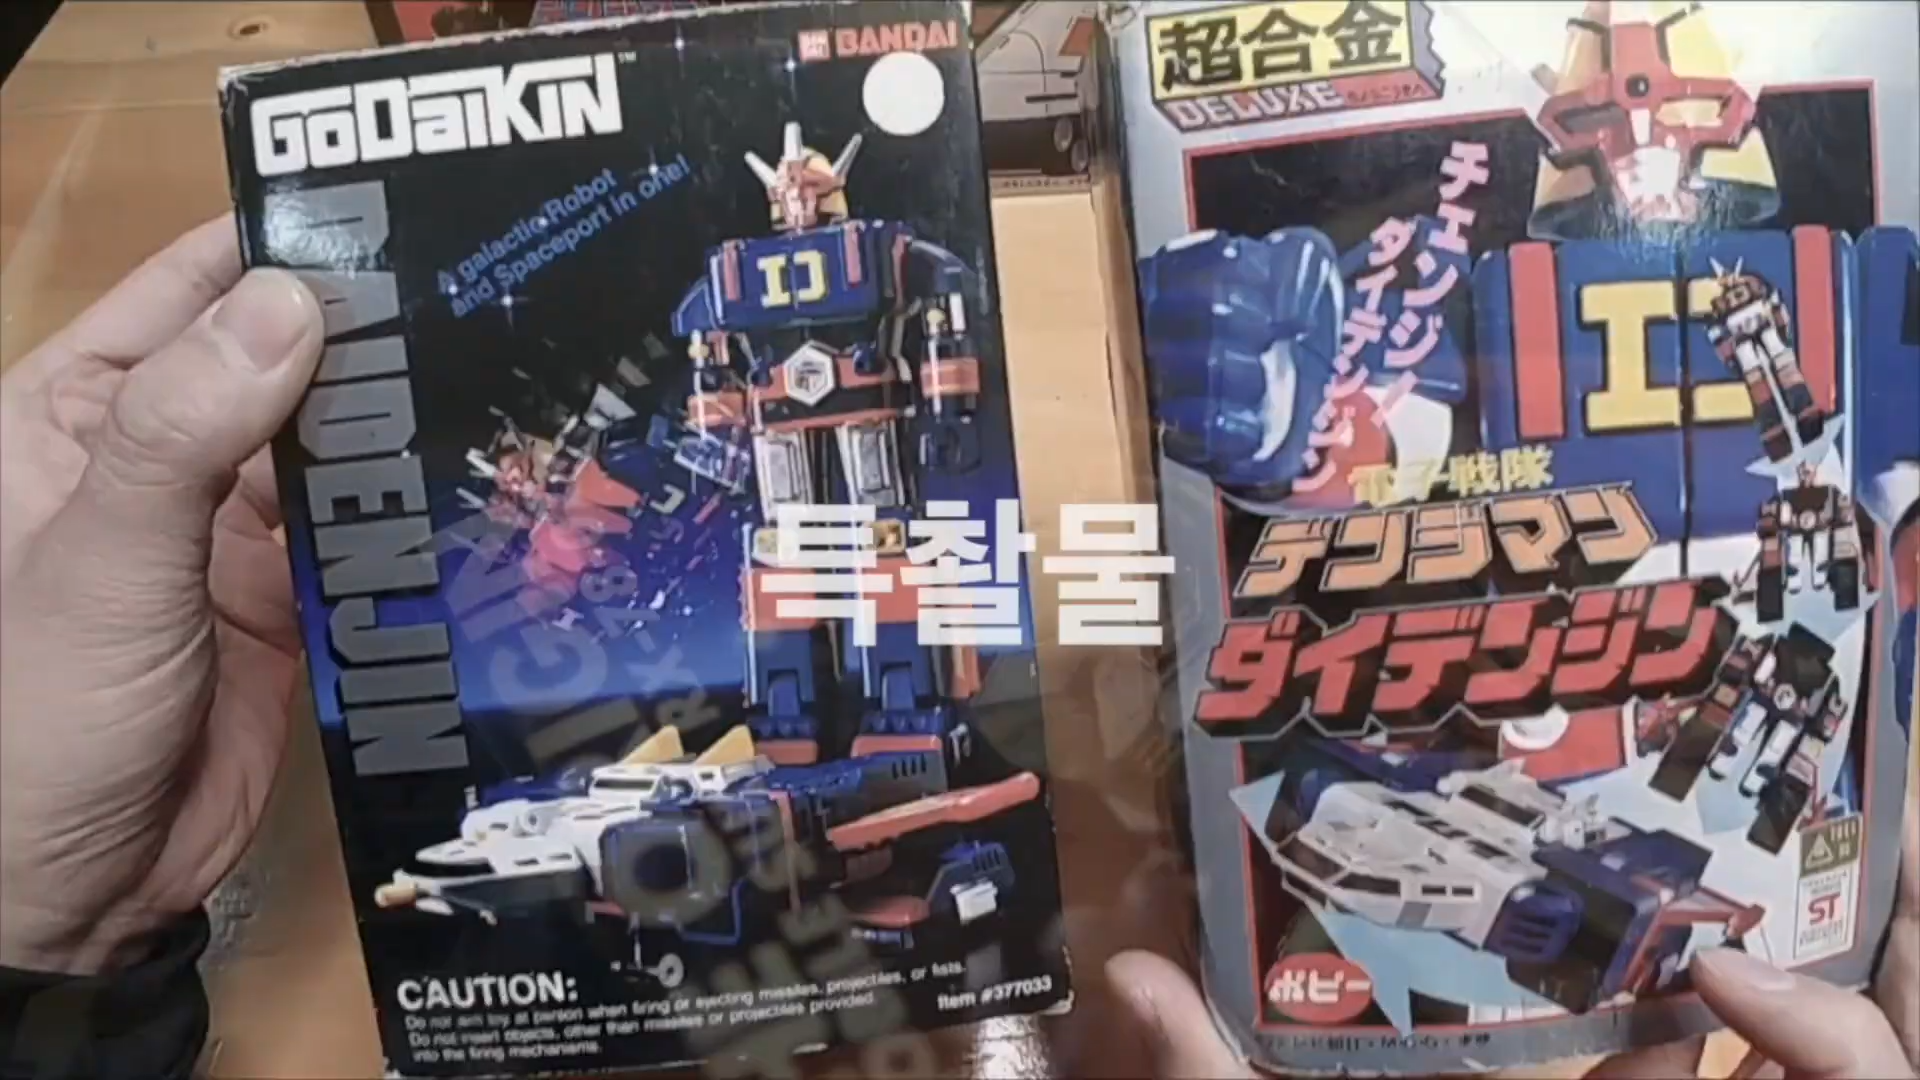 GoDaiKin™
BANDAI
A galactic Robot
and Spaceport in one!
DAIDENJIN
CAUTION:
Do not aim toy at person when firing or ejecting missiles, projectiles, or fists.
Do not insert objects, other than missiles or projectiles provided
into the firing mechanisms.
Item #377033
超合金
DELUXE
チェンジ!
ダイデンジン
電子戦隊
デンジマン
ダイデンジン
ポピー
ST
특촬물